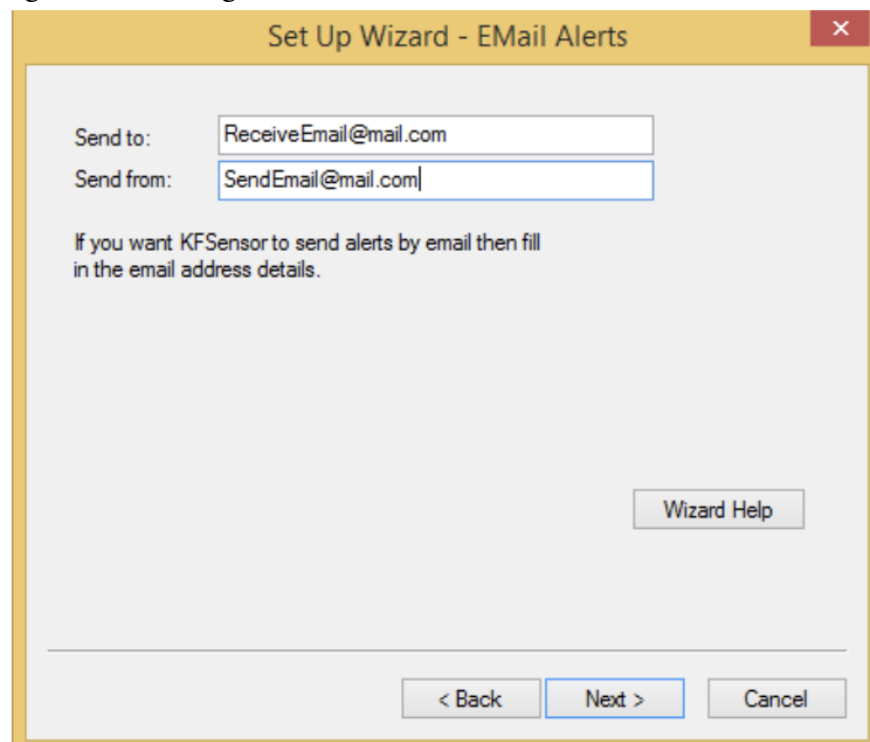 Set Up Wizard - EMail Alerts
Send to: ReceiveEmail@mail.com
Send from: SendEmail@mail.com
If you want KFSensor to send alerts by email then fill
in the email address details.
Wizard Help
< Back Next > Cancel